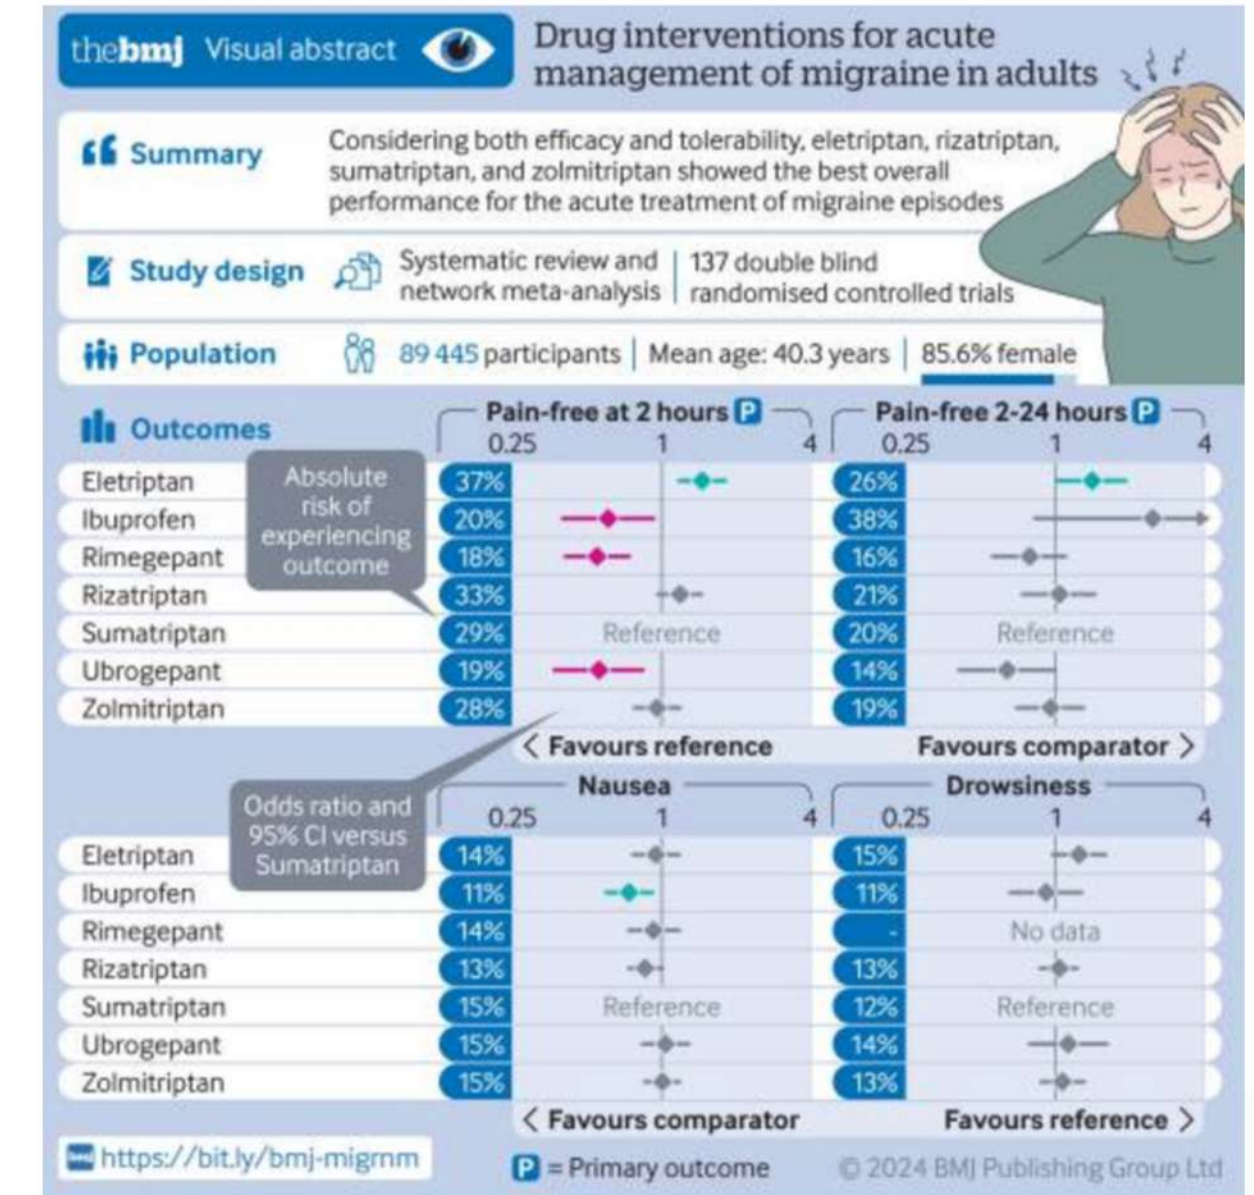 thebmj Visual abstract
Drug interventions for acute
management of migraine in adults
Summary
Considering both efficacy and tolerability, eletriptan, rizatriptan,
sumatriptan, and zolmitriptan showed the best overall
performance for the acute treatment of migraine episodes
Study design
Systematic review and
network meta-analysis
137 double blind
randomised controlled trials
Population
89 445 participants | Mean age: 40.3 years | 85.6% female
Outcomes
Pain-free at 2 hours P
Pain-free 2-24 hours P
0.25 1 4 0.25 1 4
Absolute
risk of
experiencing
outcome
Eletriptan 37% 26%
Ibuprofen 20% 38%
Rimegepant 18% 16%
Rizatriptan 33% 21%
Sumatriptan 29% Reference 20% Reference
Ubrogepant 19% 14%
Zolmitriptan 28% 19%
< Favours reference Favours comparator >
Odds ratio and
95% CI versus
Sumatriptan
Nausea Drowsiness
0.25 1 4 0.25 1 4
Eletriptan 14% 15%
Ibuprofen 11% 11%
Rimegepant 14% - No data
Rizatriptan 13% 13%
Sumatriptan 15% Reference 12% Reference
Ubrogepant 15% 14%
Zolmitriptan 15% 13%
< Favours comparator Favours reference >
bmj https://bit.ly/bmj-migrnm
P = Primary outcome
© 2024 BMJ Publishing Group Ltd